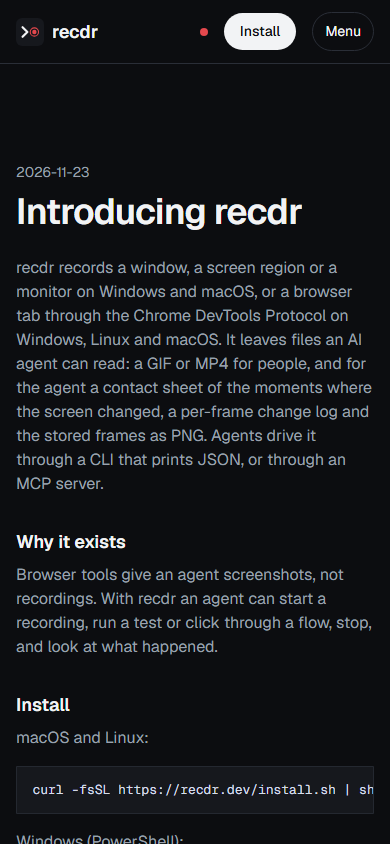 recdr
Install
Menu
2026-11-23
Introducing recdr
recdr records a window, a screen region or a
monitor on Windows and macOS, or a browser
tab through the Chrome DevTools Protocol on
Windows, Linux and macOS. It leaves files an AI
agent can read: a GIF or MP4 for people, and for
the agent a contact sheet of the moments where
the screen changed, a per-frame change log and
the stored frames as PNG. Agents drive it
through a CLI that prints JSON, or through an
MCP server.
Why it exists
Browser tools give an agent screenshots, not
recordings. With recdr an agent can start a
recording, run a test or click through a flow, stop,
and look at what happened.
Install
macOS and Linux:
curl -fsSL https://recdr.dev/install.sh | sh
Windows (PowerShell):